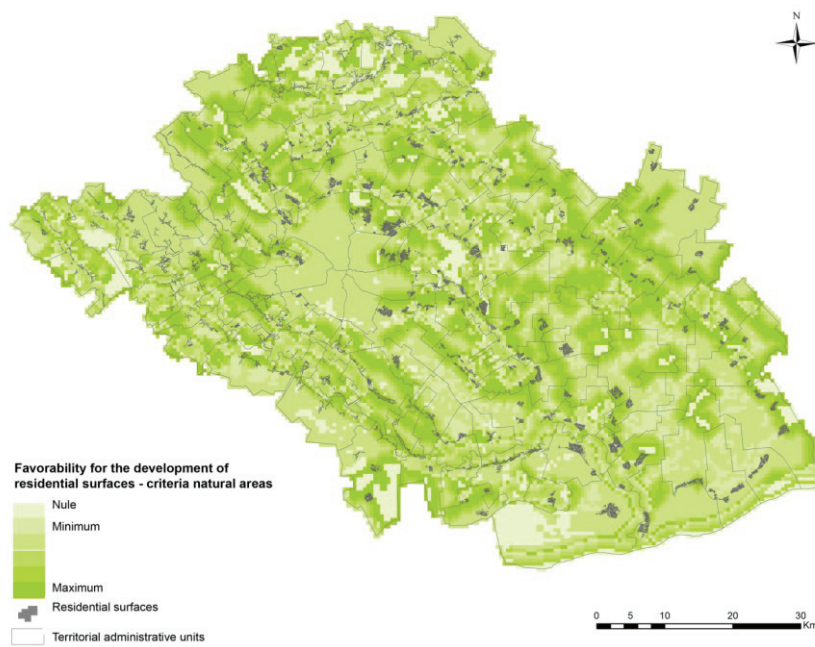 N
Favorability for the development of
residential surfaces - criteria natural areas
Nule
Minimum
Maximum
Residential surfaces
Territorial administrative units
0 5 10 20 30
Km